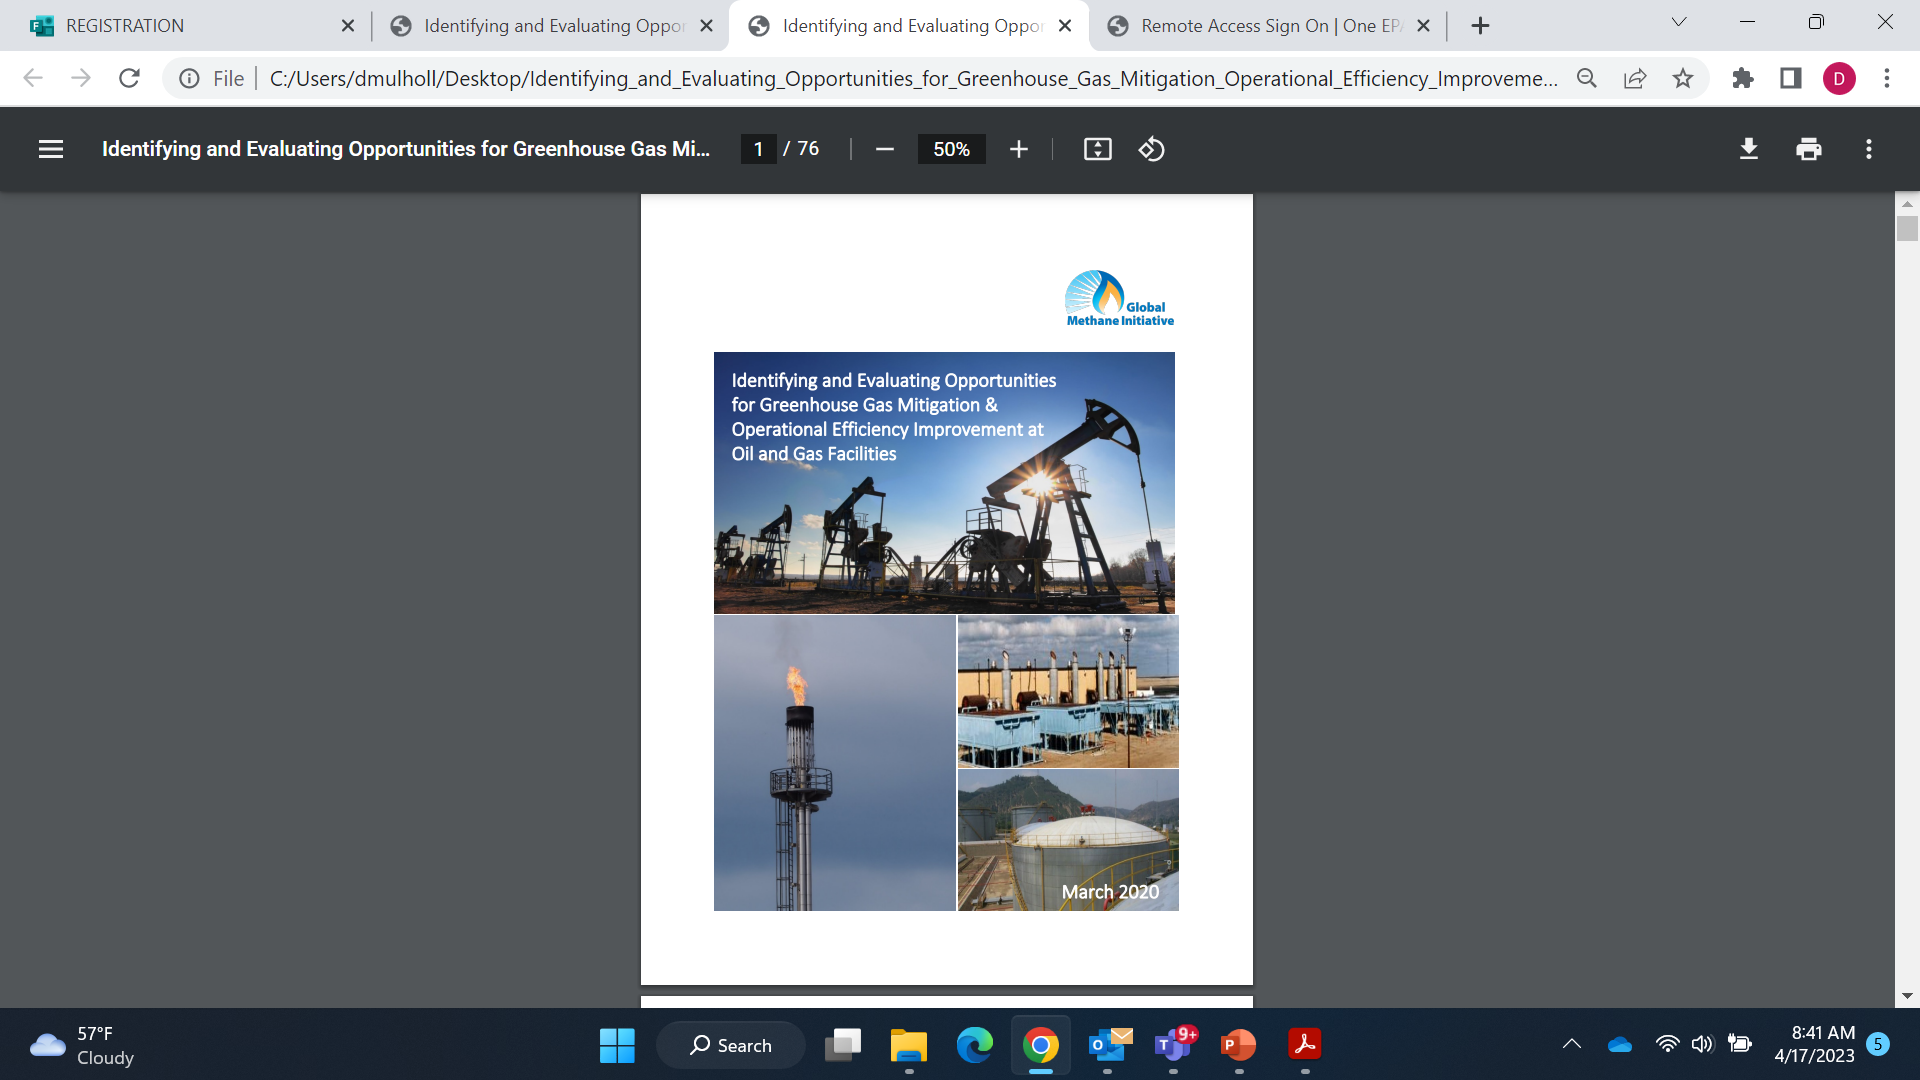 REGISTRATION
Identifying and Evaluating Oppor
Identifying and Evaluating Oppor
Remote Access Sign On | One EP
File
C:/Users/dmulholl/Desktop/Identifying_and_Evaluating_Opportunities_for_Greenhouse_Gas_Mitigation_Operational_Efficiency_Improveme...
D
Identifying and Evaluating Opportunities for Greenhouse Gas Mi...
1 / 76
50%
Global
Methane Initiative
Identifying and Evaluating Opportunities
for Greenhouse Gas Mitigation &
Operational Efficiency Improvement at
Oil and Gas Facilities
March 2020
57°F
Cloudy
Search
9+
8:41 AM
4/17/2023
5